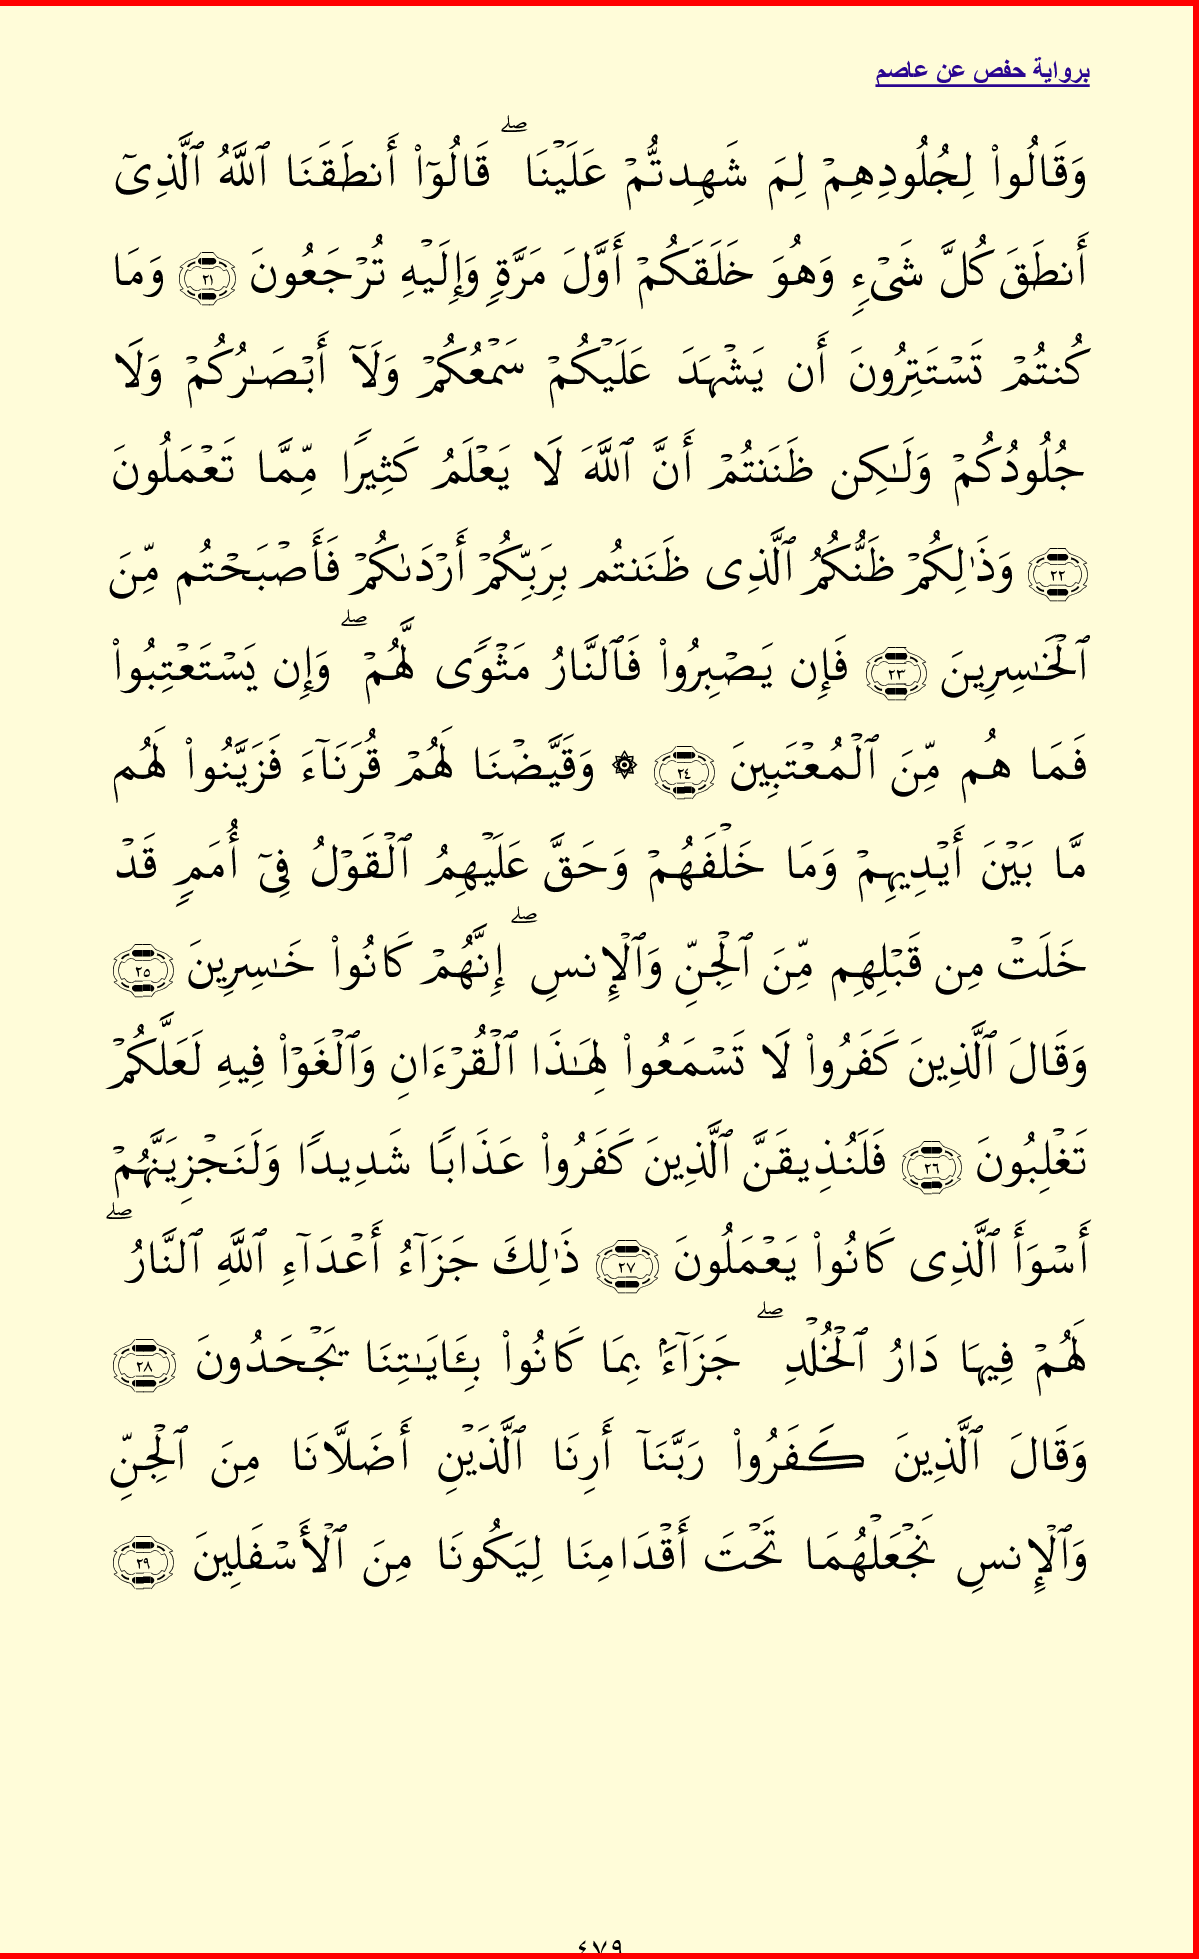 برواية حفص عن عاصم
وَقَالُوا۟ لِجُلُودِهِمْ لِمَ شَهِدتُّمْ عَلَيْنَا ۖ قَالُوٓا۟ أَنطَقَنَا ٱللَّهُ ٱلَّذِىٓ
أَنطَقَ كُلَّ شَىْءٍ وَهُوَ خَلَقَكُمْ أَوَّلَ مَرَّةٍ وَإِلَيْهِ تُرْجَعُونَ ٢١ وَمَا
كُنتُمْ تَسْتَتِرُونَ أَن يَشْهَدَ عَلَيْكُمْ سَمْعُكُمْ وَلَآ أَبْصَـٰرُكُمْ وَلَا
جُلُودُكُمْ وَلَـٰكِن ظَنَنتُمْ أَنَّ ٱللَّهَ لَا يَعْلَمُ كَثِيرًا مِّمَّا تَعْمَلُونَ
٢٢ وَذَٰلِكُمْ ظَنُّكُمُ ٱلَّذِى ظَنَنتُم بِرَبِّكُمْ أَرْدَىٰكُمْ فَأَصْبَحْتُم مِّنَ
ٱلْخَـٰسِرِينَ ٢٣ فَإِن يَصْبِرُوا۟ فَٱلنَّارُ مَثْوًى لَّهُمْ ۖ وَإِن يَسْتَعْتِبُوا۟
فَمَا هُم مِّنَ ٱلْمُعْتَبِينَ ٢٤ ۞ وَقَيَّضْنَا لَهُمْ قُرَنَآءَ فَزَيَّنُوا۟ لَهُم
مَّا بَيْنَ أَيْدِيهِمْ وَمَا خَلْفَهُمْ وَحَقَّ عَلَيْهِمُ ٱلْقَوْلُ فِىٓ أُمَمٍ قَدْ
خَلَتْ مِن قَبْلِهِم مِّنَ ٱلْجِنِّ وَٱلْإِنسِ ۖ إِنَّهُمْ كَانُوا۟ خَـٰسِرِينَ ٢٥
وَقَالَ ٱلَّذِينَ كَفَرُوا۟ لَا تَسْمَعُوا۟ لِهَـٰذَا ٱلْقُرْءَانِ وَٱلْغَوْا۟ فِيهِ لَعَلَّكُمْ
تَغْلِبُونَ ٢٦ فَلَنُذِيقَنَّ ٱلَّذِينَ كَفَرُوا۟ عَذَابًا شَدِيدًا وَلَنَجْزِيَنَّهُمْ
أَسْوَأَ ٱلَّذِى كَانُوا۟ يَعْمَلُونَ ٢٧ ذَٰلِكَ جَزَآءُ أَعْدَآءِ ٱللَّهِ ٱلنَّارُ ۖ
لَهُمْ فِيهَا دَارُ ٱلْخُلْدِ ۖ جَزَآءًۢ بِمَا كَانُوا۟ بِـَٔايَـٰتِنَا يَجْحَدُونَ ٢٨
وَقَالَ ٱلَّذِينَ كَفَرُوا۟ رَبَّنَآ أَرِنَا ٱلَّذَيْنِ أَضَلَّانَا مِنَ ٱلْجِنِّ
وَٱلْإِنسِ نَجْعَلْهُمَا تَحْتَ أَقْدَامِنَا لِيَكُونَا مِنَ ٱلْأَسْفَلِينَ ٢٩
٤٧٩